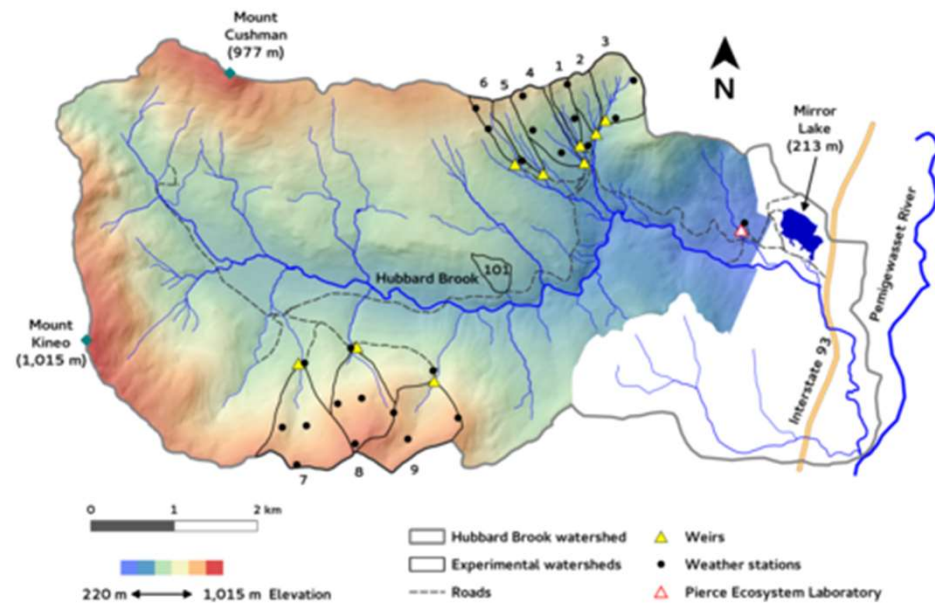 Mount
Cushman
(977 m)
3
2
1
4
5
6
N
Mirror
Lake
(213 m)
Pemigewasset River
Hubbard Brook
101
Mount
Kineo
(1,015 m)
Interstate 93
7
8
9
0 1 2 km
Hubbard Brook watershed
Weirs
Experimental watersheds
Weather stations
220 m 1,015 m Elevation
Roads
Pierce Ecosystem Laboratory